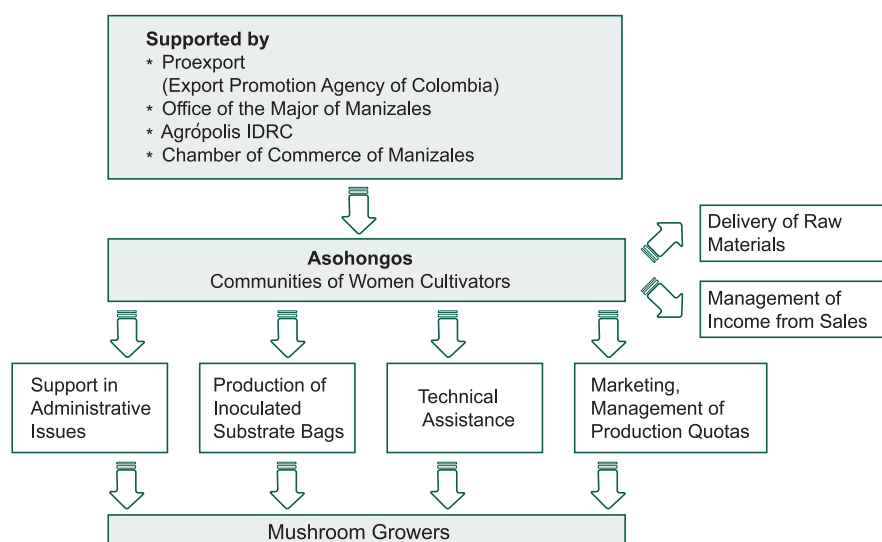 Supported by
* Proexport
(Export Promotion Agency of Colombia)
* Office of the Major of Manizales
* Agrópolis IDRC
* Chamber of Commerce of Manizales
Delivery of Raw
Materials
Asohongos
Communities of Women Cultivators
Management of
Income from Sales
Support in
Administrative
Issues
Production of
Inoculated
Substrate Bags
Technical
Assistance
Marketing,
Management of
Production Quotas
Mushroom Growers